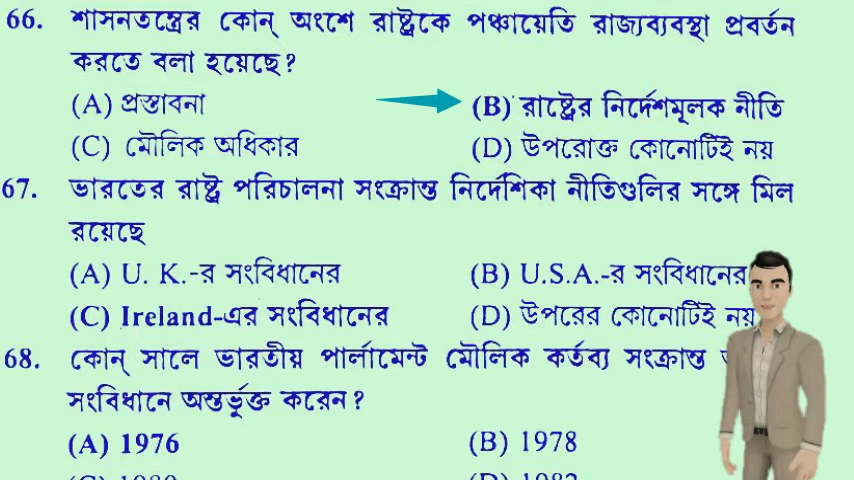 66. শাসনতন্ত্রের কোন্ অংশে রাষ্ট্রকে পঞ্চায়েতি রাজ্যব্যবস্থা প্রবর্তন
করতে বলা হয়েছে?
(A) প্রস্তাবনা (B) রাষ্ট্রের নির্দেশমূলক নীতি
(C) মৌলিক অধিকার (D) উপরোক্ত কোনোটিই নয়
67. ভারতের রাষ্ট্র পরিচালনা সংক্রান্ত নির্দেশিকা নীতিগুলির সঙ্গে মিল
রয়েছে
(A) U. K.-র সংবিধানের (B) U.S.A.-র সংবিধানের
(C) Ireland-এর সংবিধানের (D) উপরের কোনোটিই নয়
68. কোন্ সালে ভারতীয় পার্লামেন্ট মৌলিক কর্তব্য সংক্রান্ত
সংবিধানে অন্তর্ভুক্ত করেন?
(A) 1976 (B) 1978